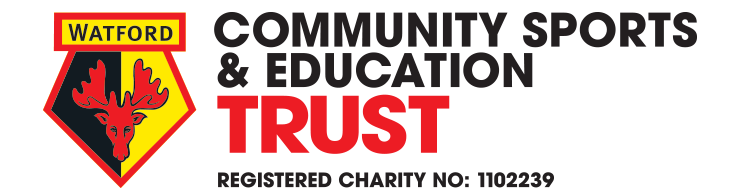 WATFORD
COMMUNITY SPORTS
& EDUCATION
TRUST
REGISTERED CHARITY NO: 1102239